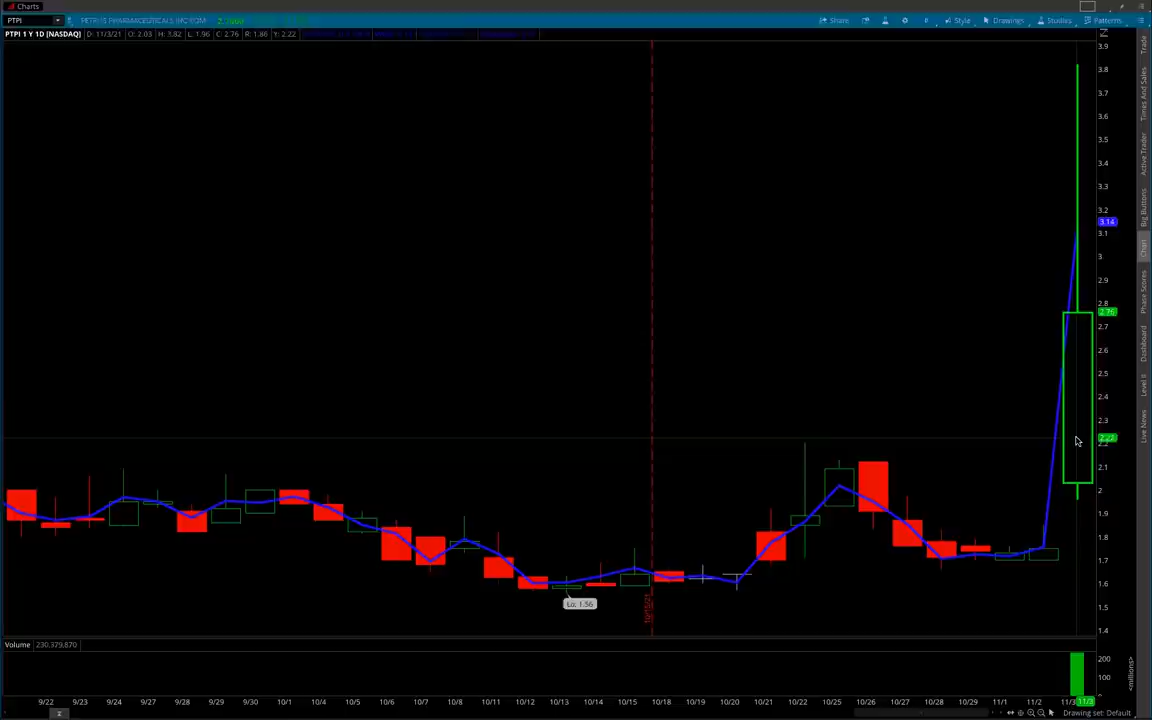 Charts
PTPI
PETROS PHARMACEUTICALS INC COM
Share
Style
Drawings
Studies
Patterns
PTPI 1 Y 1D [NASDAQ] D: 11/3/21 O: 2.03 H: 3.82 L: 1.96 C: 2.76 R: 1.86 Y: 2.22
3.9
3.8
3.7
3.6
3.5
3.4
3.3
3.2
3.14
3.1
3
2.9
2.8
2.76
2.7
2.6
2.5
2.4
2.3
2.1
2
1.9
1.8
1.7
1.6
1.5
1.4
Lo: 1.56
10/15/21
Volume 230,379,870
200
100
<millions>
9/22 9/23 9/24 9/27 9/28 9/29 9/30 10/1 10/4 10/5 10/6 10/7 10/8 10/11 10/12 10/13 10/14 10/15 10/18 10/19 10/20 10/21 10/22 10/25 10/26 10/27 10/28 10/29 11/1 11/2 11/3
Drawing set: Default
Trade
Times And Sales
Active Trader
Big Buttons
Chart
Phase Scores
Dashboard
Level II
Live News